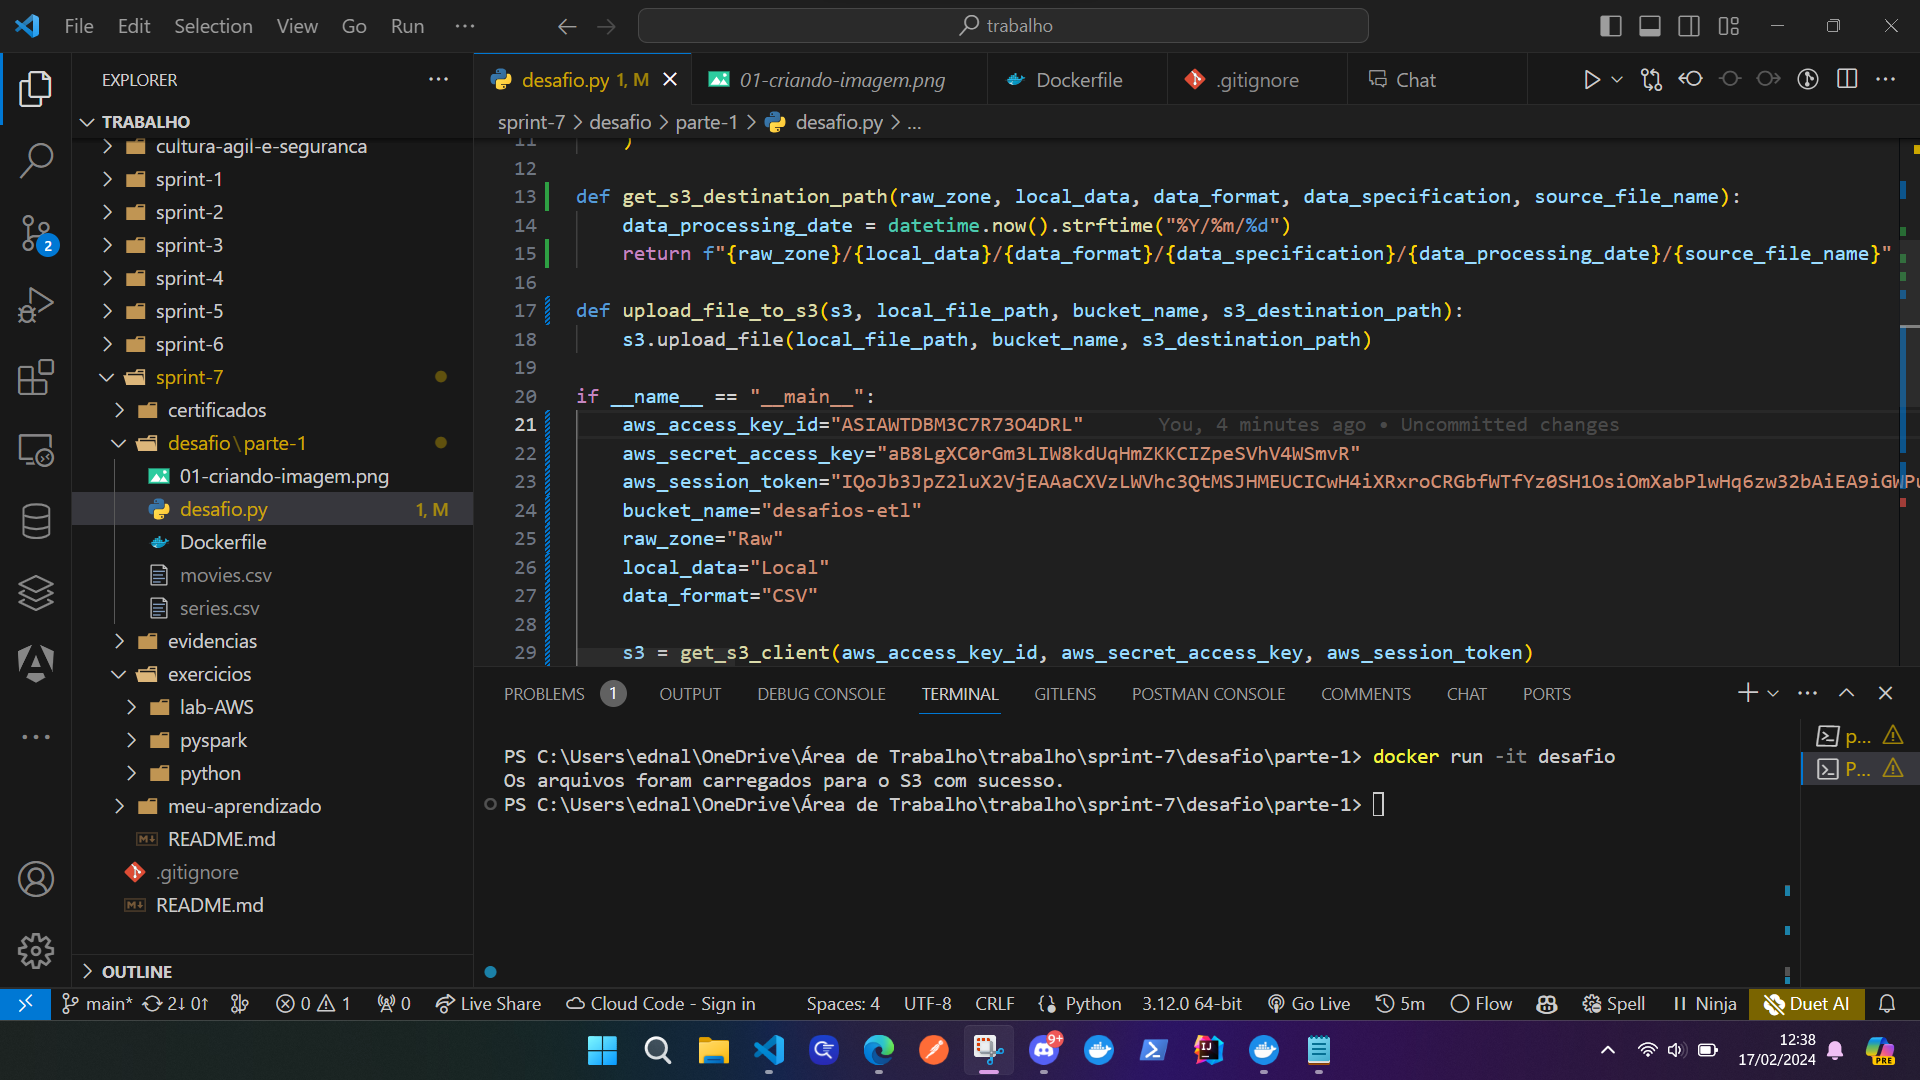 File Edit Selection View Go Run ··· trabalho
EXPLORER
TRABALHO
cultura-agil-e-seguranca
sprint-1
sprint-2
sprint-3
sprint-4
sprint-5
sprint-6
sprint-7
certificados
desafio\parte-1
01-criando-imagem.png
desafio.py 1, M
Dockerfile
movies.csv
series.csv
evidencias
exercicios
lab-AWS
pyspark
python
meu-aprendizado
README.md
.gitignore
README.md
OUTLINE
desafio.py 1, M 01-criando-imagem.png Dockerfile .gitignore Chat
sprint-7 > desafio > parte-1 > desafio.py > ...
11 )
12
13 def get_s3_destination_path(raw_zone, local_data, data_format, data_specification, source_file_name):
14 data_processing_date = datetime.now().strftime("%Y/%m/%d")
15 return f"{raw_zone}/{local_data}/{data_format}/{data_specification}/{data_processing_date}/{source_file_name}"
16
17 def upload_file_to_s3(s3, local_file_path, bucket_name, s3_destination_path):
18 s3.upload_file(local_file_path, bucket_name, s3_destination_path)
19
20 if __name__ == "__main__":
21 aws_access_key_id="ASIAWTDBM3C7R73O4DRL" You, 4 minutes ago • Uncommitted changes
22 aws_secret_access_key="aB8LgXC0rGm3LIW8kdUqHmZKKCIZpeSVhV4WSmvR"
23 aws_session_token="IQoJb3JpZ2luX2VjEAAaCXVzLWVhc3QtMSJHMEUCICwH4iXRxroCRGbfWTfYz0SH1OsiOmXabPlwHq6zw32bAiEA9iGWPu
24 bucket_name="desafios-etl"
25 raw_zone="Raw"
26 local_data="Local"
27 data_format="CSV"
28
29 s3 = get_s3_client(aws_access_key_id, aws_secret_access_key, aws_session_token)
PROBLEMS 1 OUTPUT DEBUG CONSOLE TERMINAL GITLENS POSTMAN CONSOLE COMMENTS CHAT PORTS
PS C:\Users\ednal\OneDrive\Área de Trabalho\trabalho\sprint-7\desafio\parte-1> docker run -it desafio
Os arquivos foram carregados para o S3 com sucesso.
PS C:\Users\ednal\OneDrive\Área de Trabalho\trabalho\sprint-7\desafio\parte-1>
p...
P...
2
main* 2↓ 0↑ 0 1 0 Live Share Cloud Code - Sign in Spaces: 4 UTF-8 CRLF Python 3.12.0 64-bit Go Live 5m Flow Spell Ninja Duet AI
9+
12:38
17/02/2024
PRE